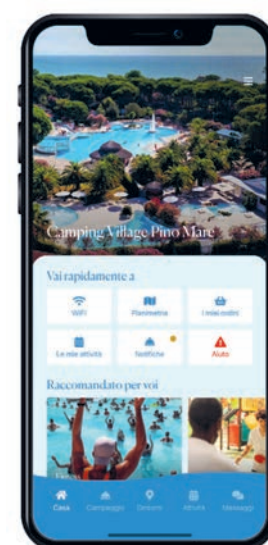 Camping Village Pino Mare
Vai rapidamente a
WiFi
Planimetria
I miei ordini
Le mie attività
Notifiche
Aiuto
Raccomandato per voi
Casa
Campeggio
Dintorni
Attività
Messaggi